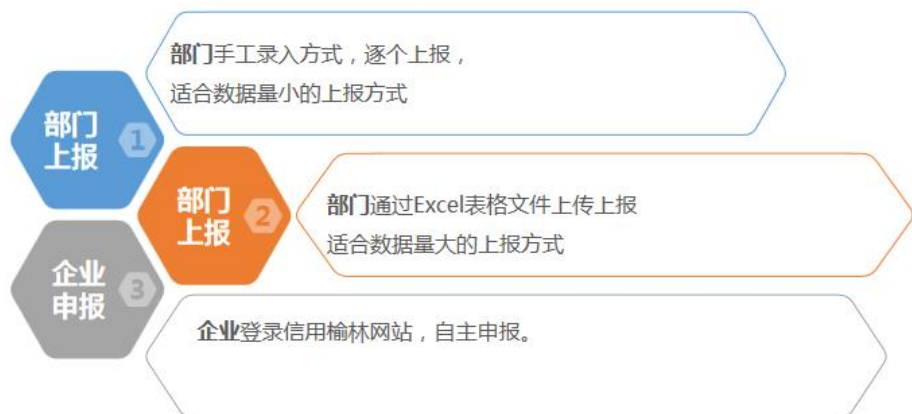 部门手工录入方式，逐个上报，
适合数据量小的上报方式
部门
上报
1
部门
上报
2
部门通过Excel表格文件上传上报
适合数据量大的上报方式
企业
申报
3
企业登录信用榆林网站，自主申报。